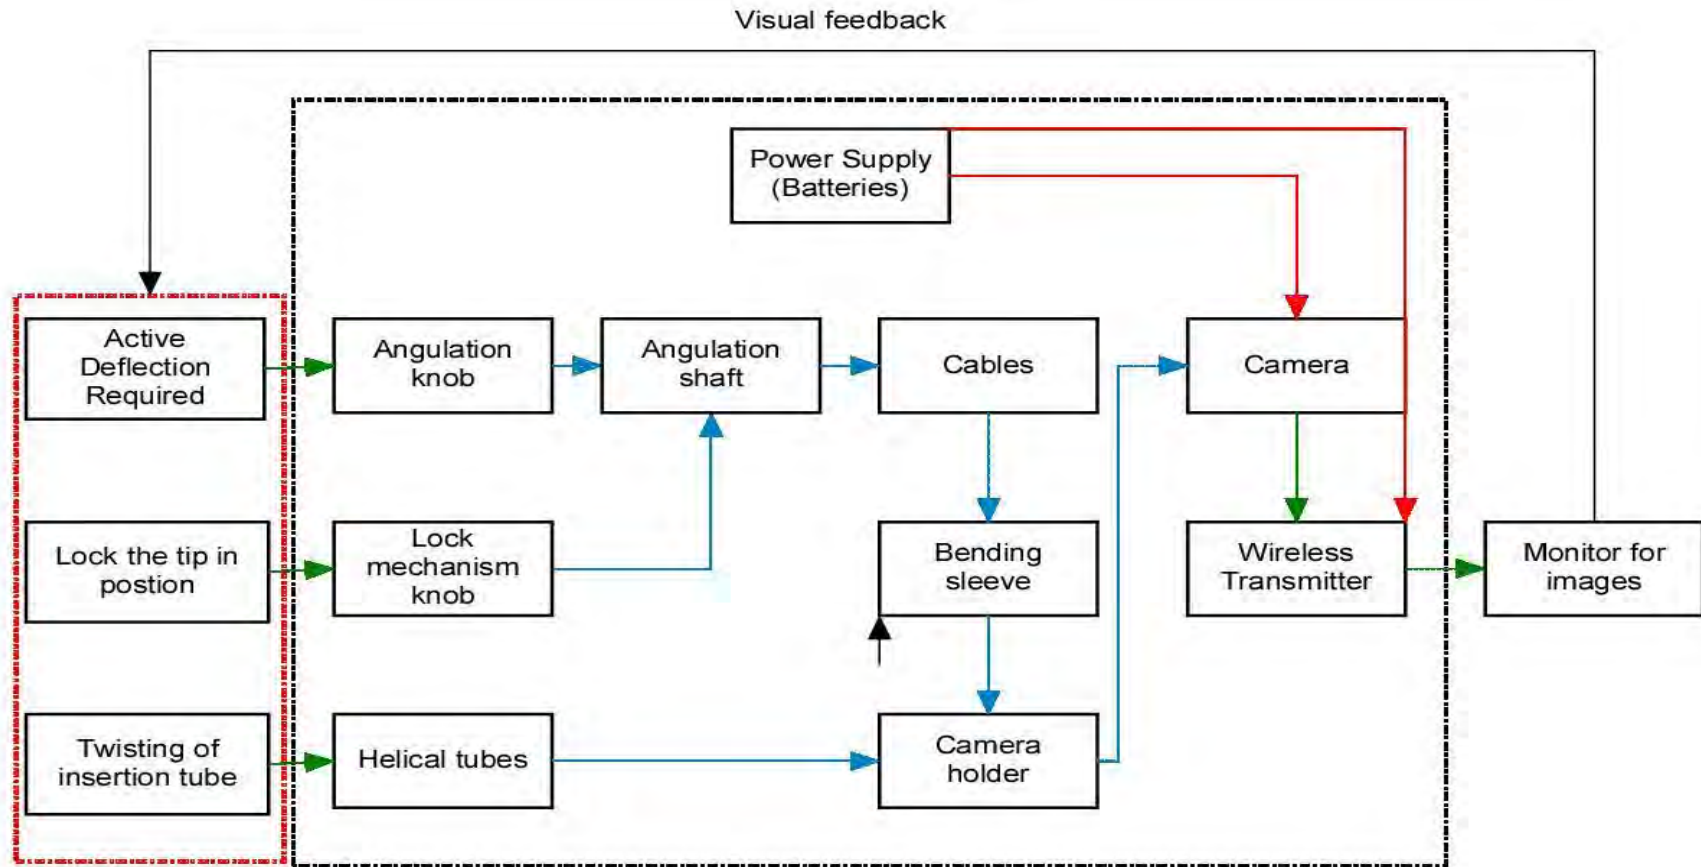 Visual feedback
Power Supply
(Batteries)
Active
Deflection
Required
Angulation
knob
Angulation
shaft
Cables
Camera
Lock the tip in
postion
Lock
mechanism
knob
Bending
sleeve
Wireless
Transmitter
Monitor for
images
Twisting of
insertion tube
Helical tubes
Camera
holder